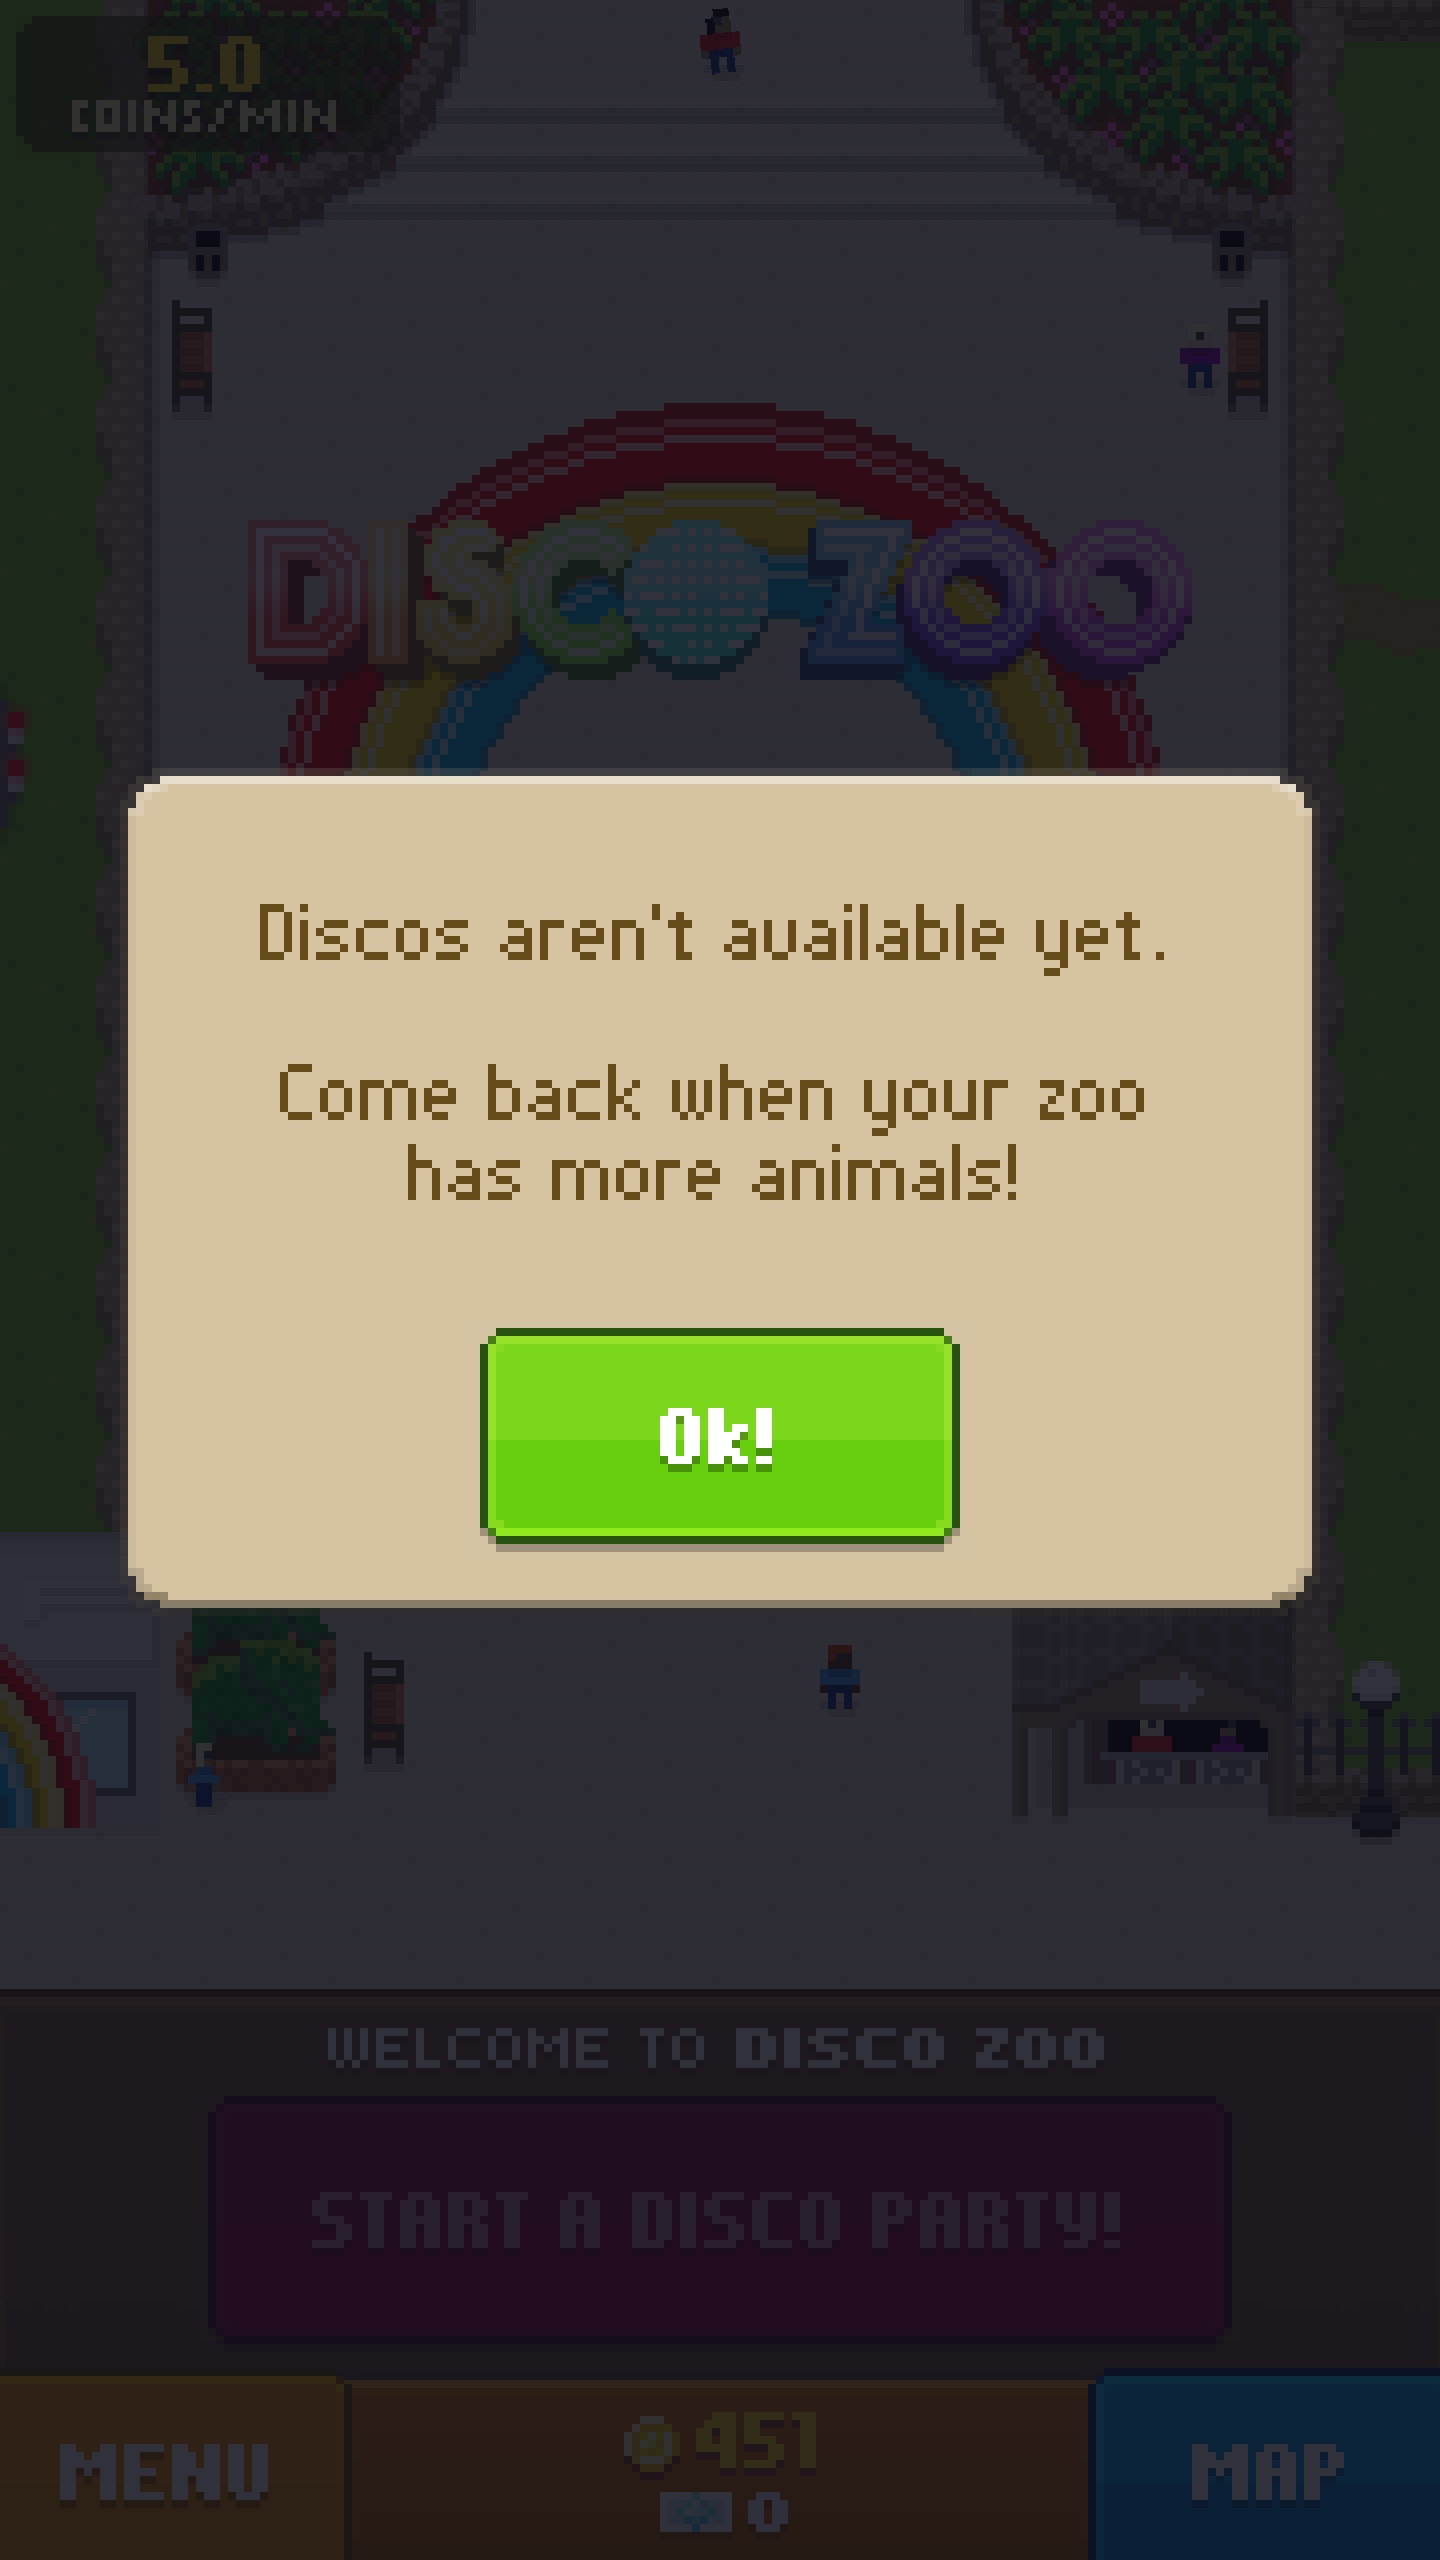 5.0
COINS/MIN
DISCO ZOO
Discos aren't available yet.
Come back when your zoo
has more animals!
Ok!
WELCOME TO DISCO ZOO
START A DISCO PARTY!
MENU
451
0
MAP